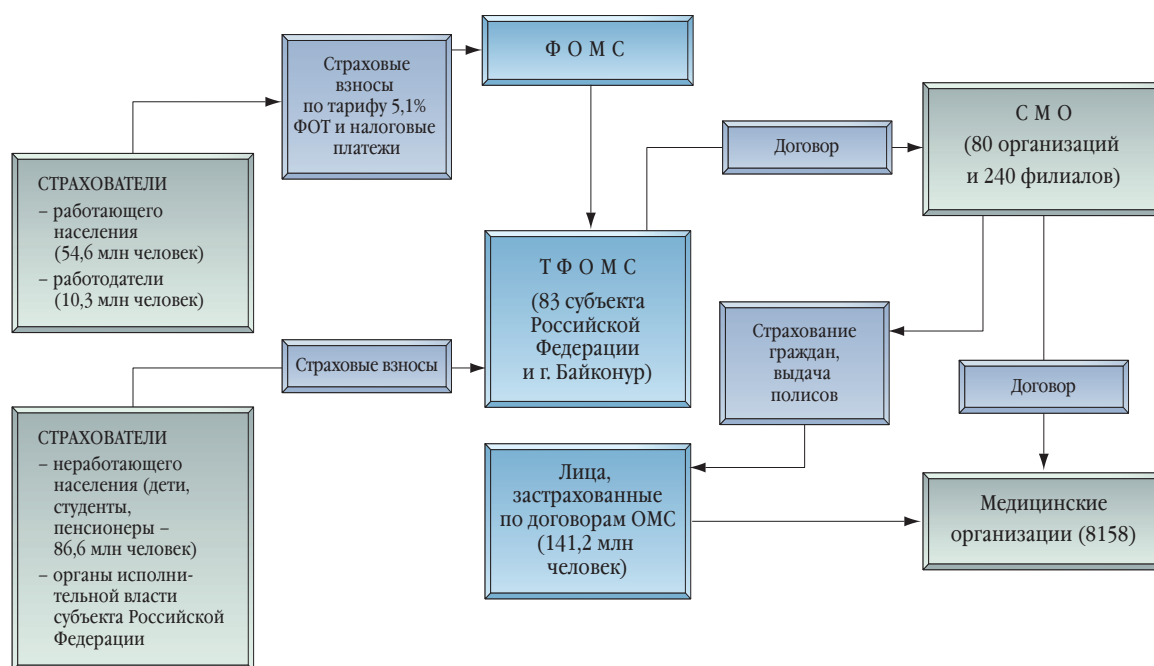 Страховые
взносы
по тарифу 5,1%
ФОТ и налоговые
платежи
ФОМС
Договор
СМО
(80 организаций
и 240 филиалов)
СТРАХОВАТЕЛИ
– работающего
населения
(54,6 млн человек)
– работодатели
(10,3 млн человек)
ТФОМС
(83 субъекта
Российской
Федерации
и г. Байконур)
Страхование
граждан,
выдача
полисов
Страховые взносы
Договор
СТРАХОВАТЕЛИ
– неработающего
населения (дети,
студенты,
пенсионеры –
86,6 млн человек)
– органы исполни-
тельной власти
субъекта Российской
Федерации
Лица,
застрахованные
по договорам ОМС
(141,2 млн
человек)
Медицинские
организации (8158)